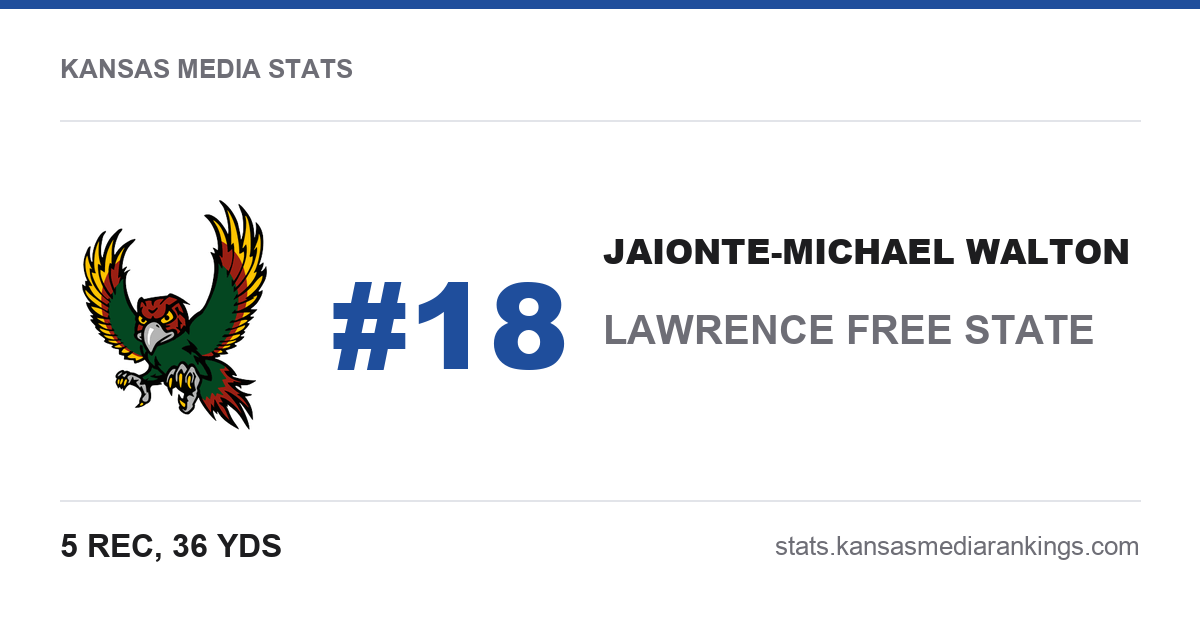 KANSAS MEDIA STATS
#18
JAIONTE-MICHAEL WALTON
LAWRENCE FREE STATE
5 REC, 36 YDS
stats.kansasmediarankings.com